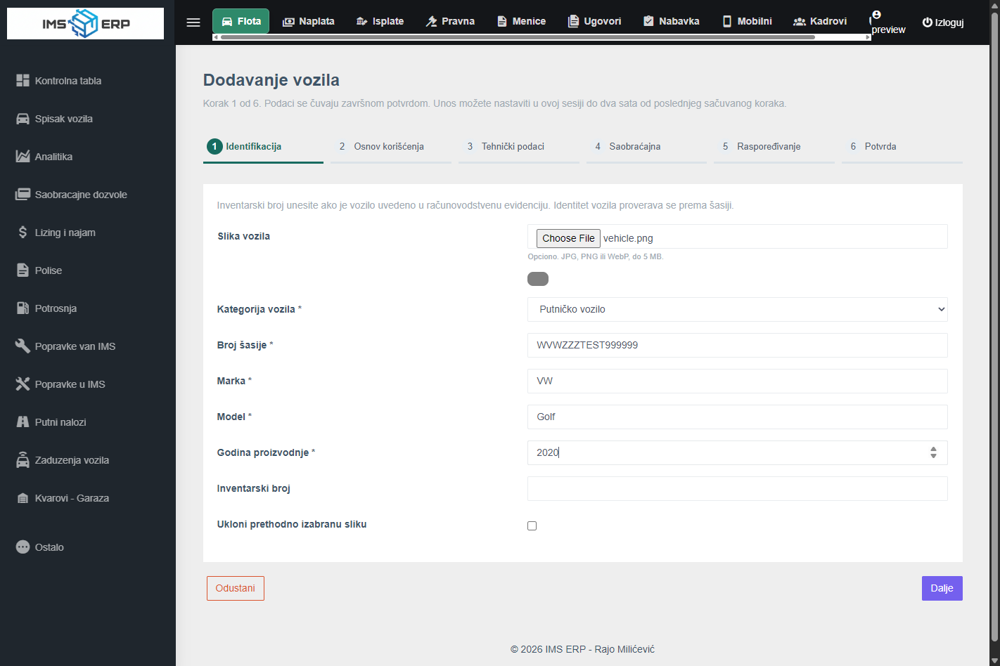 IMS ERP
Flota
Naplata
Isplate
Pravna
Menice
Ugovori
Nabavka
Mobilni
Kadrovi
preview
Izloguj
Kontrolna tabla
Spisak vozila
Analitika
Saobracajne dozvole
Lizing i najam
Polise
Potrosnja
Popravke van IMS
Popravke u IMS
Putni nalozi
Zaduzenja vozila
Kvarovi - Garaza
Ostalo
Dodavanje vozila
Korak 1 od 6. Podaci se čuvaju završnom potvrdom. Unos možete nastaviti u ovoj sesiji do dva sata od poslednjeg sačuvanog koraka.
1 Identifikacija
2 Osnov korišćenja
3 Tehnički podaci
4 Saobraćajna
5 Raspoređivanje
6 Potvrda
Inventarski broj unesite ako je vozilo uvedeno u računovodstvenu evidenciju. Identitet vozila proverava se prema šasiji.
Slika vozila
Choose File vehicle.png
Opciono. JPG, PNG ili WebP, do 5 MB.
Kategorija vozila *
Putničko vozilo
Broj šasije *
WVWZZZTEST999999
Marka *
VW
Model *
Golf
Godina proizvodnje *
2020
Inventarski broj
Ukloni prethodno izabranu sliku
Odustani
Dalje
© 2026 IMS ERP - Rajo Milićević